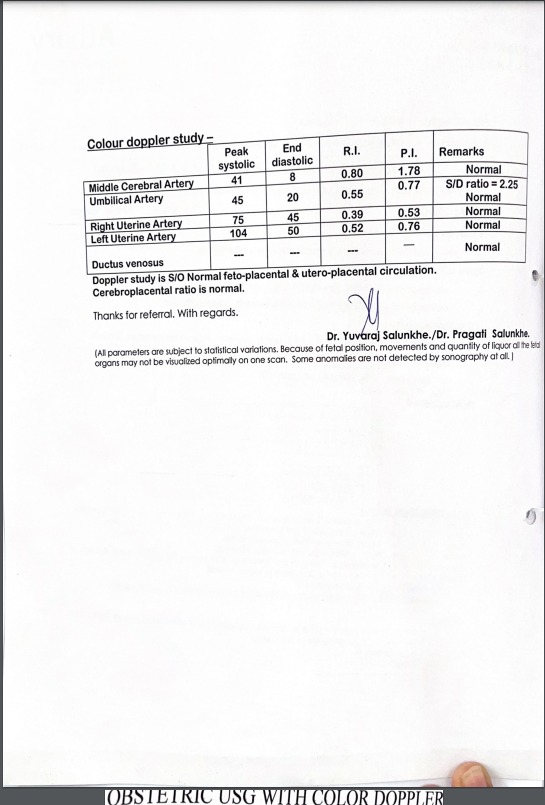 Colour doppler study –
Peak systolic End diastolic R.I. P.I. Remarks
Middle Cerebral Artery 41 8 0.80 1.78 Normal
Umbilical Artery 45 20 0.55 0.77 S/D ratio = 2.25 Normal
Right Uterine Artery 75 45 0.39 0.53 Normal
Left Uterine Artery 104 50 0.52 0.76 Normal
Ductus venosus --- --- --- — Normal
Doppler study is S/O Normal feto-placental & utero-placental circulation.
Cerebroplacental ratio is normal.
Thanks for referral. With regards.
Dr. Yuvaraj Salunkhe./Dr. Pragati Salunkhe.
(All parameters are subject to statistical variations. Because of fetal position, movements and quantity of liquor all the fetal
organs may not be visualized optimally on one scan. Some anomalies are not detected by sonography at all. )
OBSTETRIC USG WITH COLOR DOPPLER